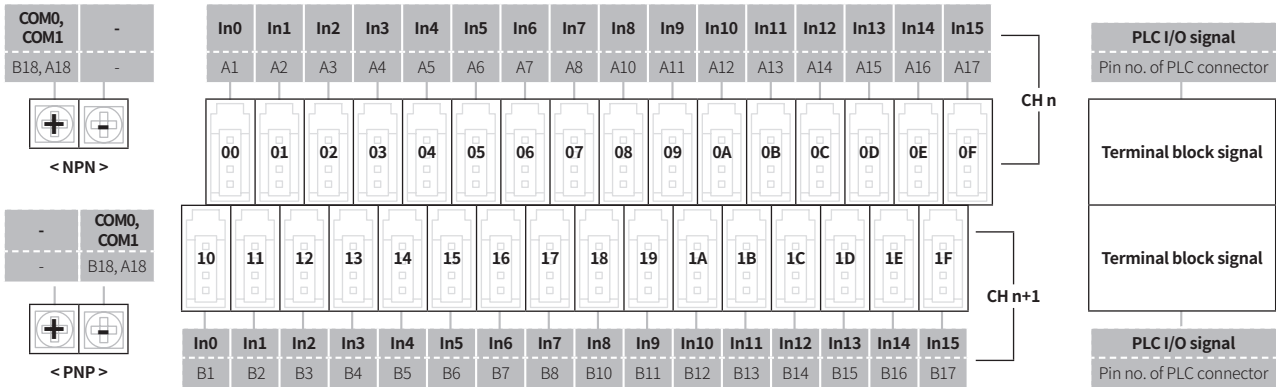 COM0, COM1 -
B18, A18 -
+ -
< NPN >
- COM0, COM1
- B18, A18
+ -
< PNP >
In0 In1 In2 In3 In4 In5 In6 In7 In8 In9 In10 In11 In12 In13 In14 In15
A1 A2 A3 A4 A5 A6 A7 A8 A10 A11 A12 A13 A14 A15 A16 A17
CH n
00 01 02 03 04 05 06 07 08 09 0A 0B 0C 0D 0E 0F
10 11 12 13 14 15 16 17 18 19 1A 1B 1C 1D 1E 1F
CH n+1
In0 In1 In2 In3 In4 In5 In6 In7 In8 In9 In10 In11 In12 In13 In14 In15
B1 B2 B3 B4 B5 B6 B7 B8 B10 B11 B12 B13 B14 B15 B16 B17
PLC I/O signal
Pin no. of PLC connector
Terminal block signal
Terminal block signal
PLC I/O signal
Pin no. of PLC connector